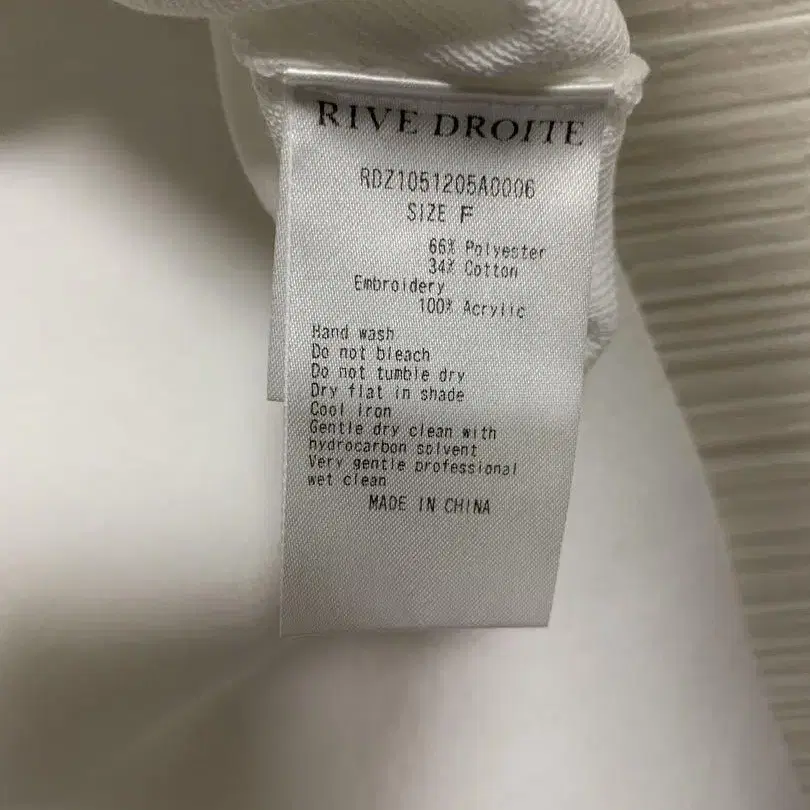 RIVE DROITE
RDZ1051205A0006
SIZE F
66% Polyester
34% Cotton
Embroidery
100% Acrylic
Hand wash
Do not bleach
Do not tumble dry
Dry flat in shade
Cool iron
Gentle dry clean with
hydrocarbon solvent
Very gentle professional
wet clean
MADE IN CHINA